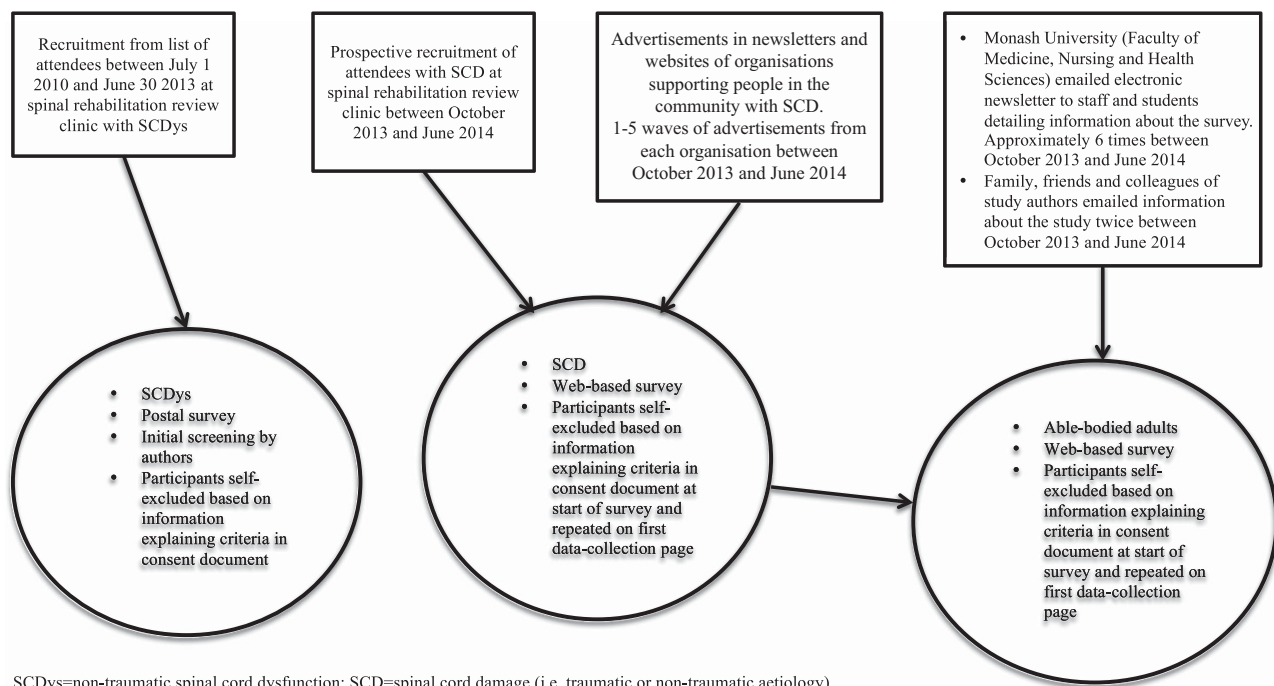 Recruitment from list of
attendees between July 1
2010 and June 30 2013 at
spinal rehabilitation review
clinic with SCDys
Prospective recruitment of
attendees with SCD at
spinal rehabilitation review
clinic between October
2013 and June 2014
Advertisements in newsletters and
websites of organisations
supporting people in the
community with SCD.
1-5 waves of advertisements from
each organisation between
October 2013 and June 2014
• Monash University (Faculty of
Medicine, Nursing and Health
Sciences) emailed electronic
newsletter to staff and students
detailing information about the survey.
Approximately 6 times between
October 2013 and June 2014
• Family, friends and colleagues of
study authors emailed information
about the study twice between
October 2013 and June 2014
• SCDys
• Postal survey
• Initial screening by
authors
• Participants self-
excluded based on
information
explaining criteria in
consent document
• SCD
• Web-based survey
• Participants self-
excluded based on
information
explaining criteria in
consent document at
start of survey and
repeated on first
data-collection page
• Able-bodied adults
• Web-based survey
• Participants self-
excluded based on
information explaining
criteria in consent
document at start of
survey and repeated on
first data-collection
page
SCDys=non-traumatic spinal cord dysfunction; SCD=spinal cord damage (i.e. traumatic or non-traumatic aetiology)